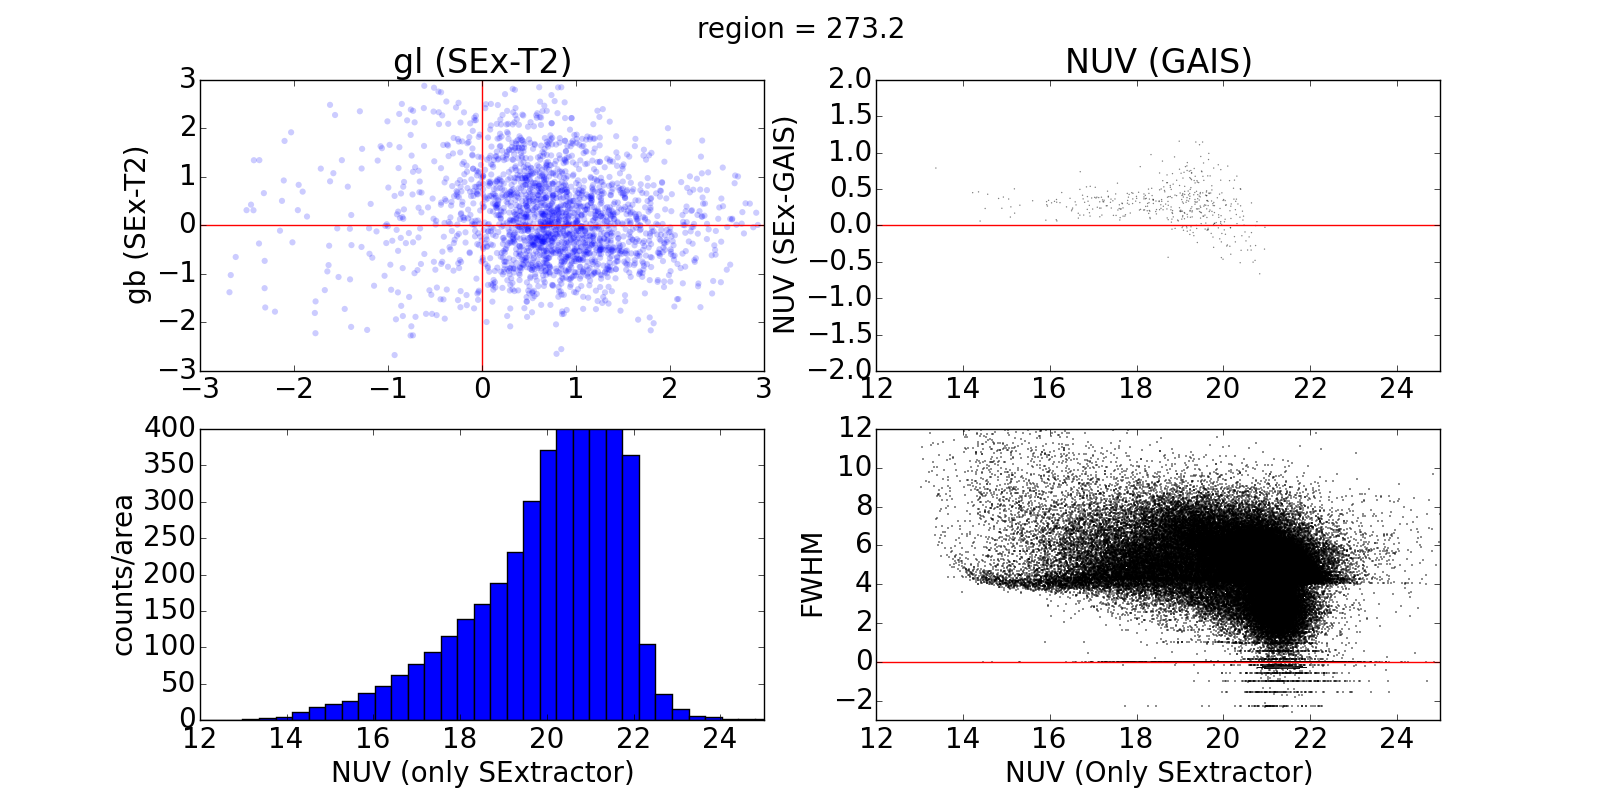 region = 273.2
gl (SEx-T2)
NUV (GAIS)
gb (SEx-T2)
3
2
1
0
−1
−2
−3
−3 −2 −1 0 1 2 3
NUV (SEx-GAIS)
2.0
1.5
1.0
0.5
0.0
−0.5
−1.0
−1.5
−2.0
12 14 16 18 20 22 24
counts/area
400
350
300
250
200
150
100
50
0
12 14 16 18 20 22 24
NUV (only SExtractor)
FWHM
12
10
8
6
4
2
0
−2
12 14 16 18 20 22 24
NUV (Only SExtractor)